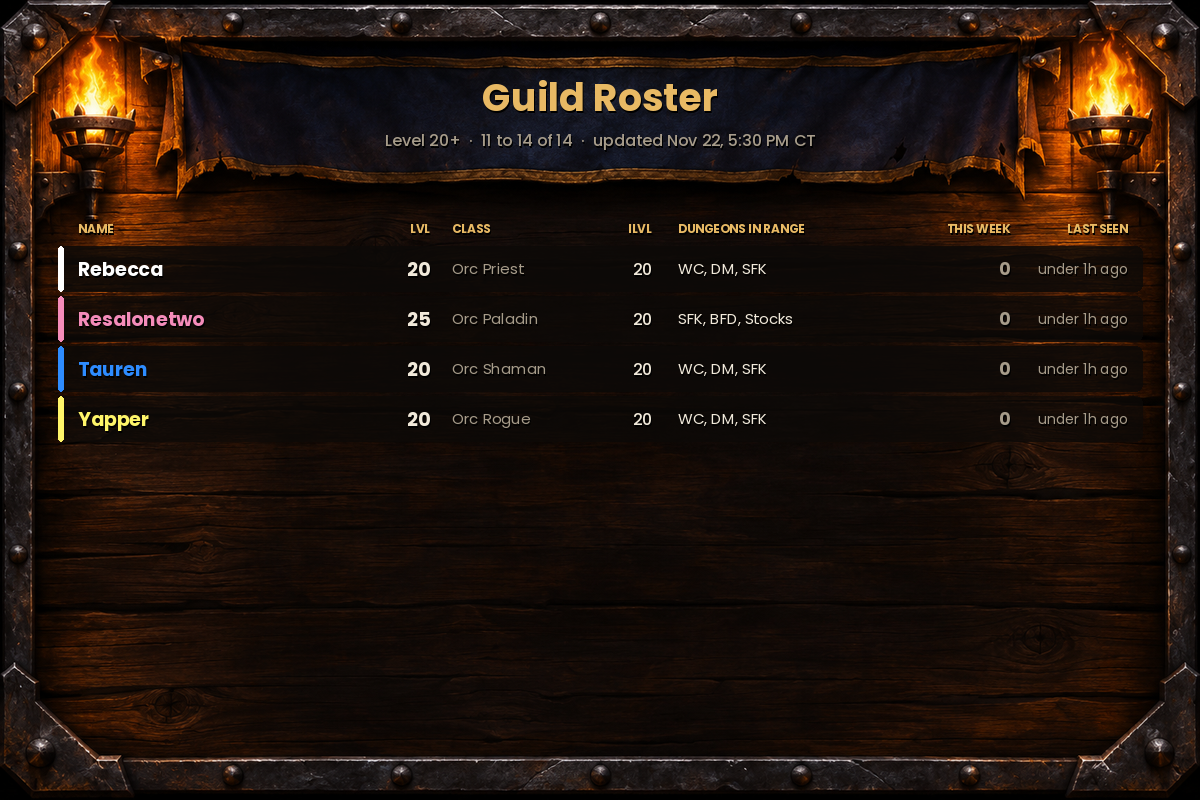 Guild Roster
Level 20+ · 11 to 14 of 14 · updated Nov 22, 5:30 PM CT
NAME LVL CLASS ILVL DUNGEONS IN RANGE THIS WEEK LAST SEEN
Rebecca 20 Orc Priest 20 WC, DM, SFK 0 under 1h ago
Resalonetwo 25 Orc Paladin 20 SFK, BFD, Stocks 0 under 1h ago
Tauren 20 Orc Shaman 20 WC, DM, SFK 0 under 1h ago
Yapper 20 Orc Rogue 20 WC, DM, SFK 0 under 1h ago